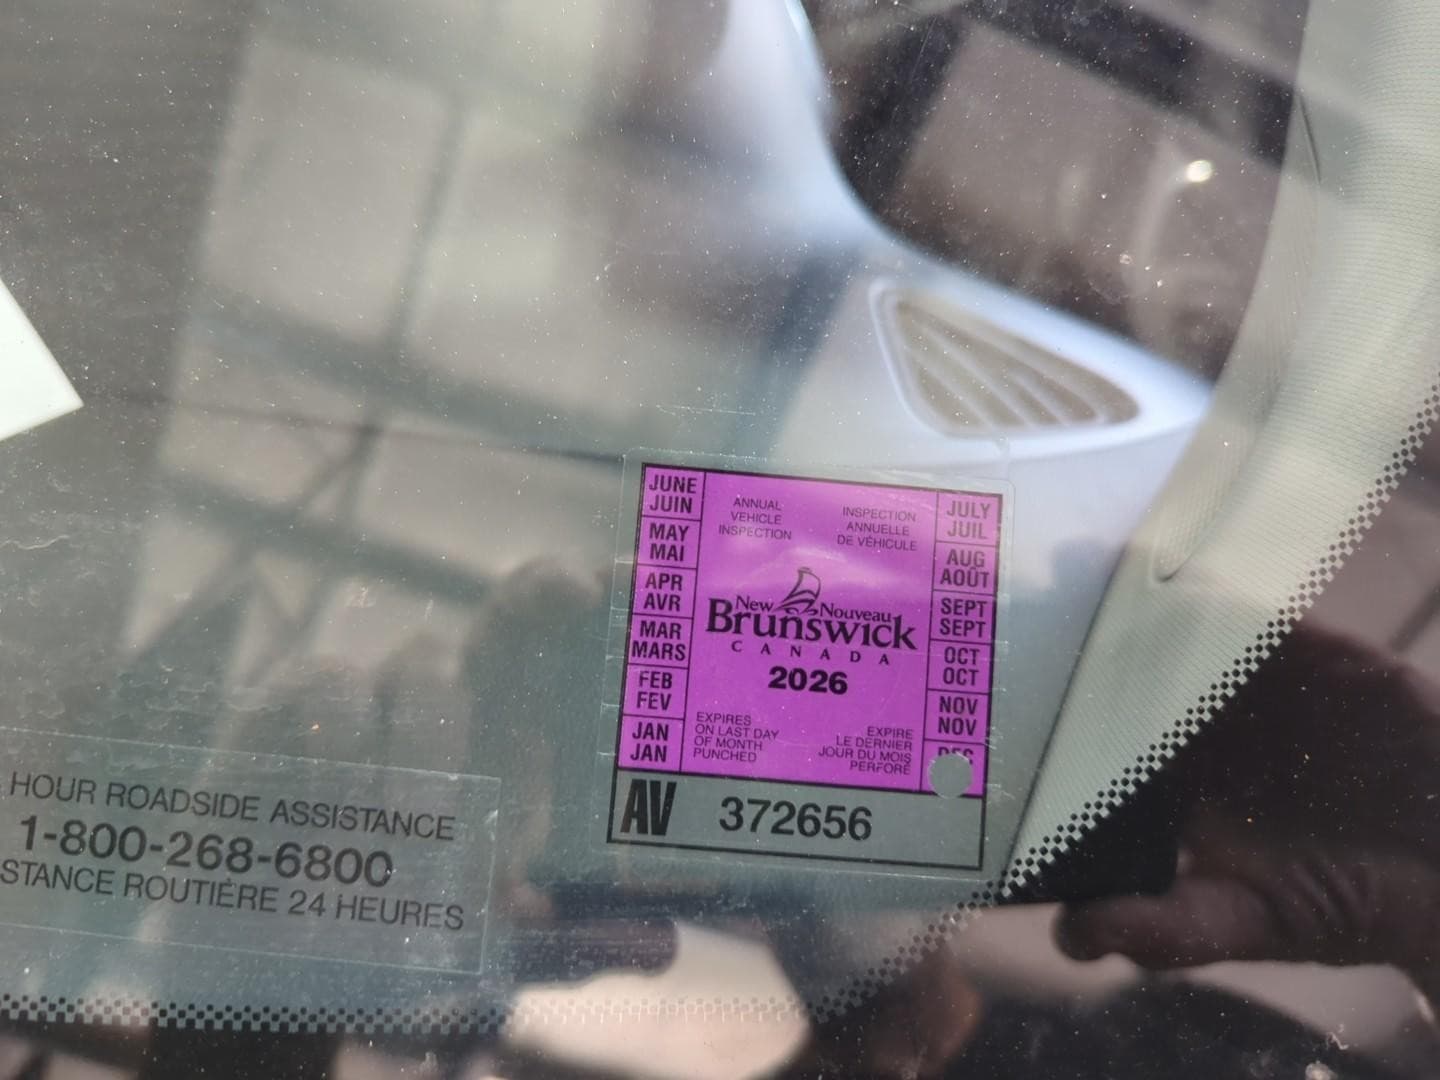 JUNE
JUIN
MAY
MAI
APR
AVR
MAR
MARS
FEB
FEV
JAN
JAN
ANNUAL
VEHICLE
INSPECTION
INSPECTION
ANNUELLE
DE VÉHICULE
New Nouveau
Brunswick
CANADA
2026
EXPIRES
ON LAST DAY
OF MONTH
PUNCHED
EXPIRE
LE DERNIER
JOUR DU MOIS
PERFORÉ
JULY
JUIL
AUG
AOÛT
SEPT
SEPT
OCT
OCT
NOV
NOV
DEC
AV 372656
HOUR ROADSIDE ASSISTANCE
1-800-268-6800
STANCE ROUTIÈRE 24 HEURES